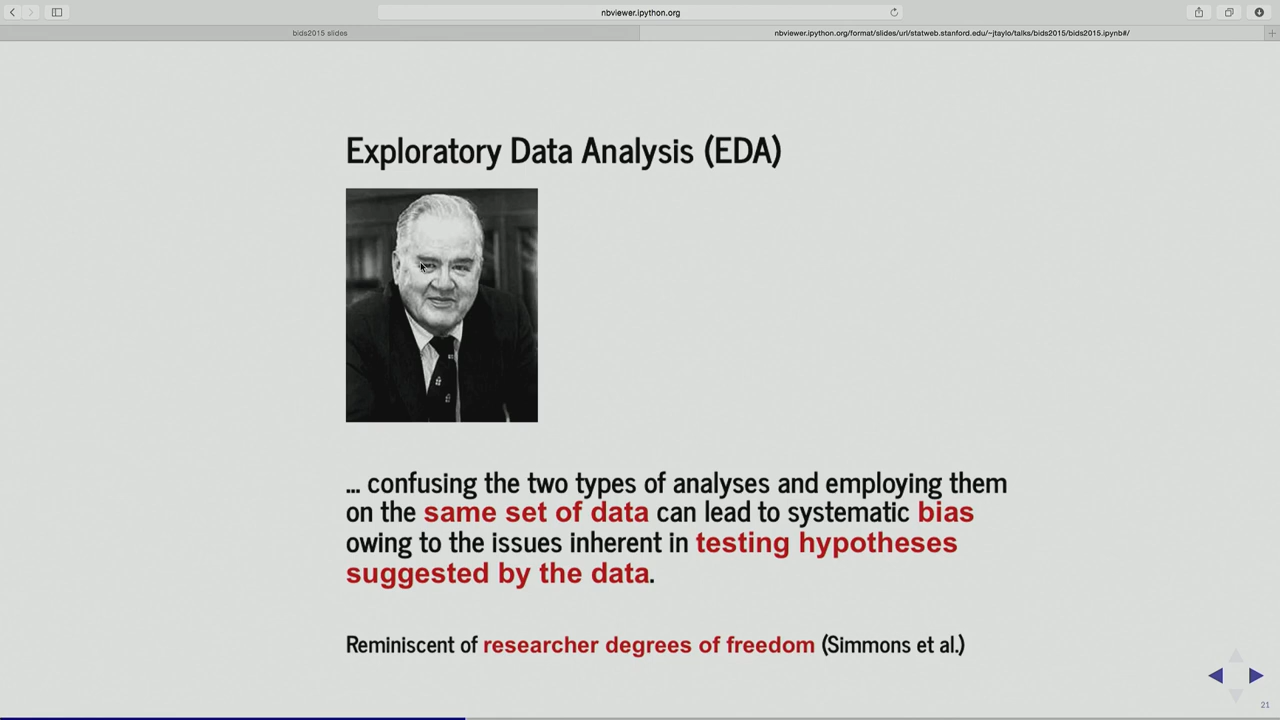 nbviewer.ipython.org
bids2015 slides
nbviewer.ipython.org/format/slides/url/statweb.stanford.edu/~jtaylo/talks/bids2015/bids2015.ipynb#/
Exploratory Data Analysis (EDA)
... confusing the two types of analyses and employing them
on the same set of data can lead to systematic bias
owing to the issues inherent in testing hypotheses
suggested by the data.
Reminiscent of researcher degrees of freedom (Simmons et al.)
21